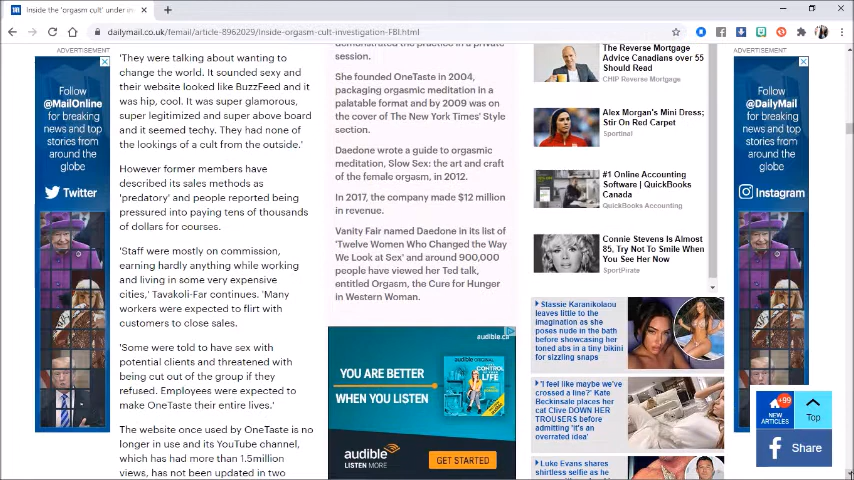 Inside the 'orgasm cult' under in
dailymail.co.uk/femail/article-8962029/Inside-orgasm-cult-investigation-FBI.html
ADVERTISEMENT
Follow
@MailOnline
for breaking
news and top
stories from
around the
globe
Twitter
'They were talking about wanting to
change the world. It sounded sexy and
their website looked like BuzzFeed and it
was hip, cool. It was super glamorous,
super legitimized and super above board
and it seemed techy. They had none of
the lookings of a cult from the outside.'
However former members have
described its sales methods as
'predatory' and people reported being
pressured into paying tens of thousands
of dollars for courses.
'Staff were mostly on commission,
earning hardly anything while working
and living in some very expensive
cities,' Tavakoli-Far continues. 'Many
workers were expected to flirt with
customers to close sales.
'Some were told to have sex with
potential clients and threatened with
being cut out of the group if they
refused. Employees were expected to
make OneTaste their entire lives.'
The website once used by OneTaste is no
longer in use and its YouTube channel,
which has had more than 1.5million
views, has not been updated in two
demonstrated the practice in a private
session.
She founded OneTaste in 2004,
packaging orgasmic meditation in a
palatable format and by 2009 was on
the cover of The New York Times' Style
section.
Daedone wrote a guide to orgasmic
meditation, Slow Sex: the art and craft
of the female orgasm, in 2012.
In 2017, the company made $12 million
in revenue.
Vanity Fair named Daedone in its list of
'Twelve Women Who Changed the Way
We Look at Sex' and around 900,000
people have viewed her Ted talk,
entitled Orgasm, the Cure for Hunger
in Western Woman.
audible
YOU ARE BETTER
WHEN YOU LISTEN
AUDIBLE ORIGINAL
CONTROL
LIFE
audible
LISTEN MORE
GET STARTED
The Reverse Mortgage
Advice Canadians over 55
Should Read
CHIP Reverse Mortgage
Alex Morgan's Mini Dress;
Stir On Red Carpet
Sportinal
#1 Online Accounting
Software | QuickBooks
Canada
QuickBooks Accounting
Connie Stevens Is Almost
85, Try Not To Smile When
You See Her Now
SportPirate
Stassie Karanikolaou
leaves little to the
imagination as she
poses nude in the bath
before showcasing her
toned abs in a tiny bikini
for sizzling snaps
'I feel like maybe we've
crossed a line?' Kate
Beckinsale places her
cat Clive DOWN HER
TROUSERS before
admitting 'it's an
overrated idea'
Luke Evans shares
shirtless selfie as he
ADVERTISEMENT
Follow
@DailyMail
for breaking
news and top
stories from
around the
globe
Instagram
+99
NEW
ARTICLES
Top
Share